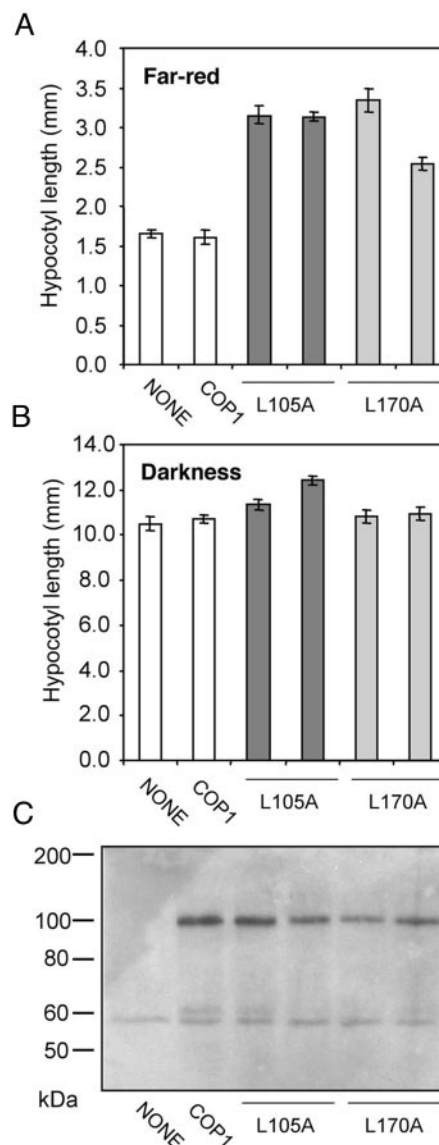 A
Far-red
Hypocotyl length (mm)
4.0
3.5
3.0
2.5
2.0
1.5
1.0
0.5
0.0
NONE
COP1
L105A
L170A
B
Darkness
Hypocotyl length (mm)
14.0
12.0
10.0
8.0
6.0
4.0
2.0
0.0
NONE
COP1
L105A
L170A
C
200
100
80
60
50
kDa
NONE
COP1
L105A
L170A